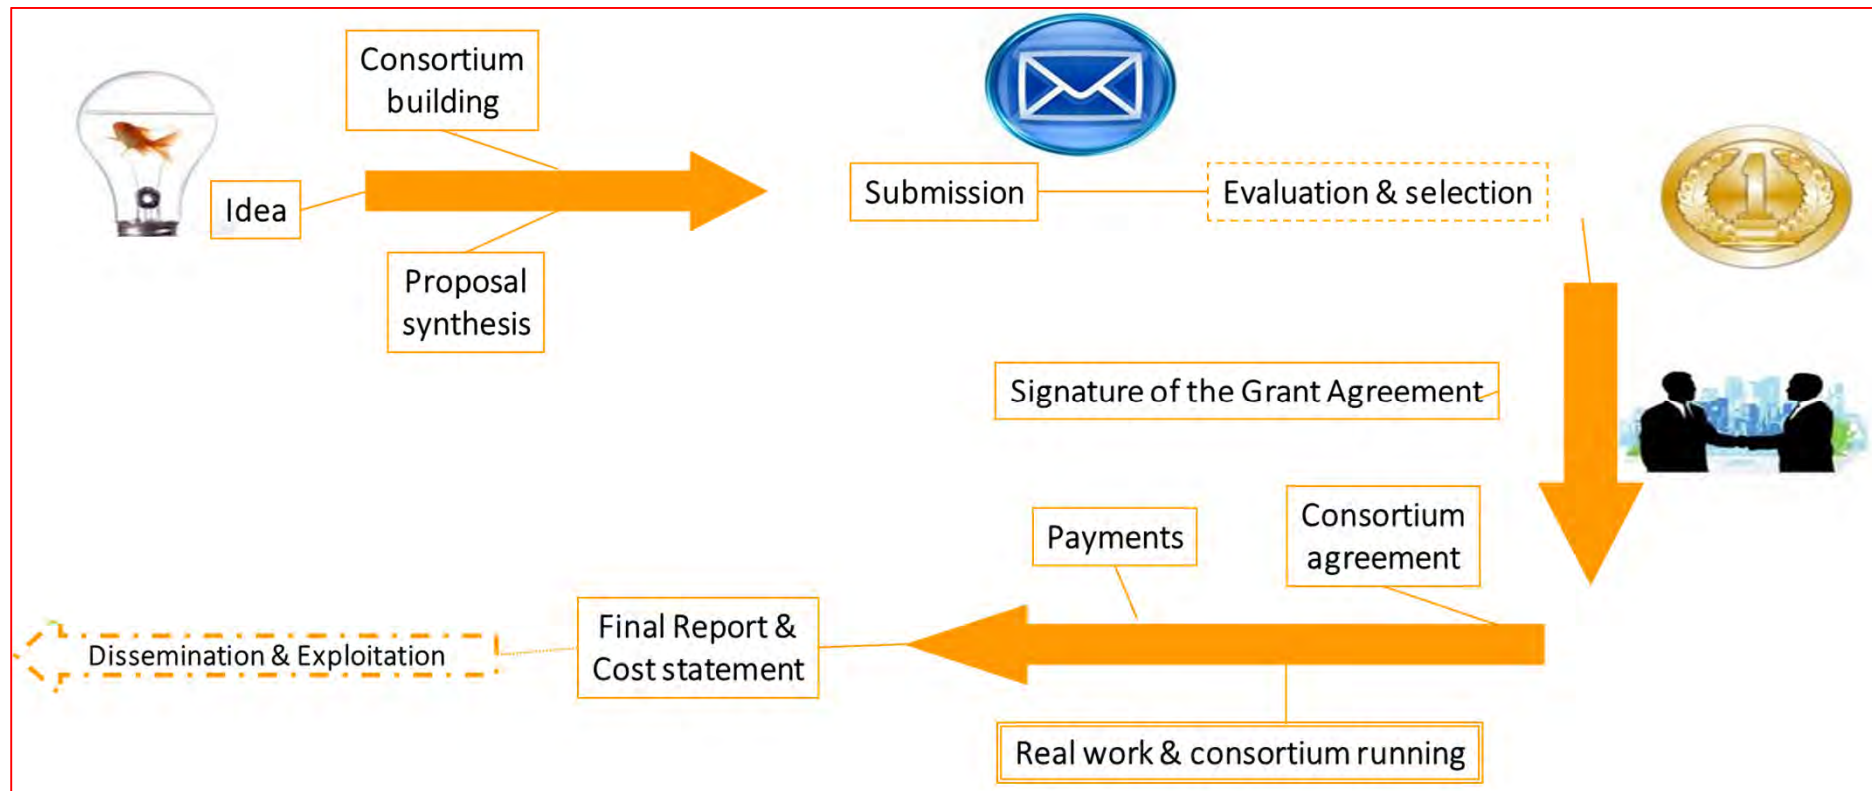 Consortium
building
Idea
Proposal
synthesis
Submission
Evaluation & selection
1
Signature of the Grant Agreement
Consortium
agreement
Payments
Real work & consortium running
Final Report &
Cost statement
Dissemination & Exploitation